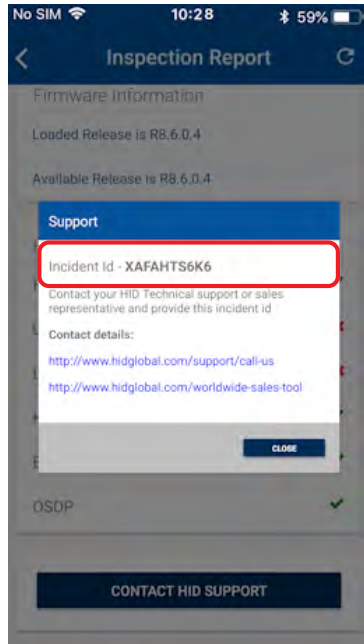 No SIM 10:28 59%
Inspection Report
Firmware Information
Loaded Release is R8.6.0.4
Available Release is R8.6.0.4
Support
Incident Id - XAFAHTS6K6
Contact your HID Technical support or sales
representative and provide this incident id
Contact details:
http://www.hidglobal.com/support/call-us
http://www.hidglobal.com/worldwide-sales-tool
CLOSE
OSDP
CONTACT HID SUPPORT